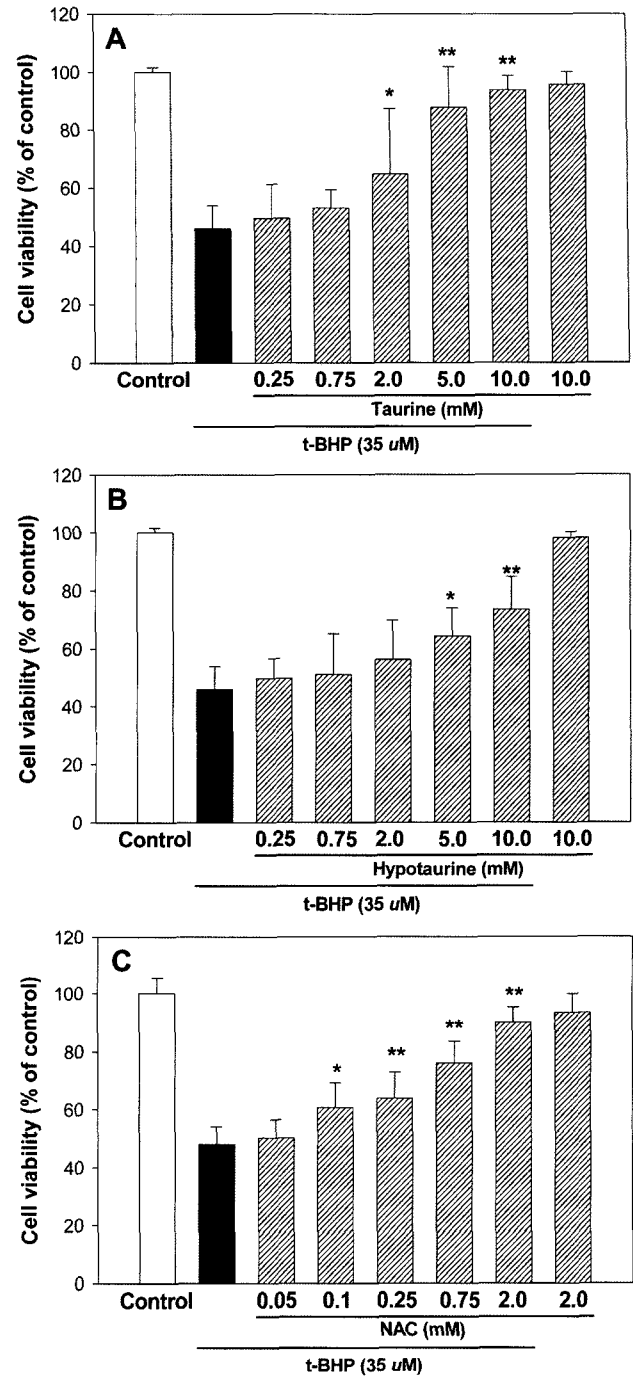 A
Cell viability (% of control)
120
100
80
60
40
20
0
* ** **
Control 0.25 0.75 2.0 5.0 10.0 10.0
Taurine (mM)
t-BHP (35 uM)
B
Cell viability (% of control)
120
100
80
60
40
20
0
* **
Control 0.25 0.75 2.0 5.0 10.0 10.0
Hypotaurine (mM)
t-BHP (35 uM)
C
Cell viability (% of control)
120
100
80
60
40
20
0
* ** ** **
Control 0.05 0.1 0.25 0.75 2.0 2.0
NAC (mM)
t-BHP (35 uM)